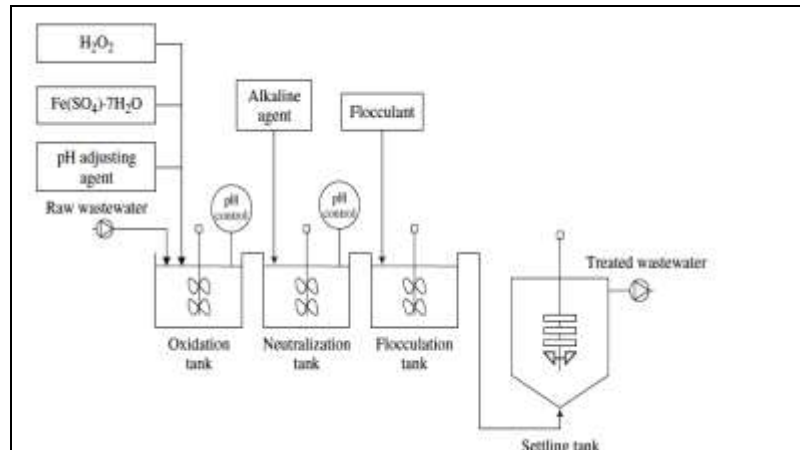 H₂O₂
Fe(SO₄)·7H₂O
pH adjusting
agent
Alkaline
agent
Flocculant
Raw wastewater
pH
control
pH
control
Treated wastewater
Oxidation
tank
Neutralization
tank
Flocculation
tank
Settling tank